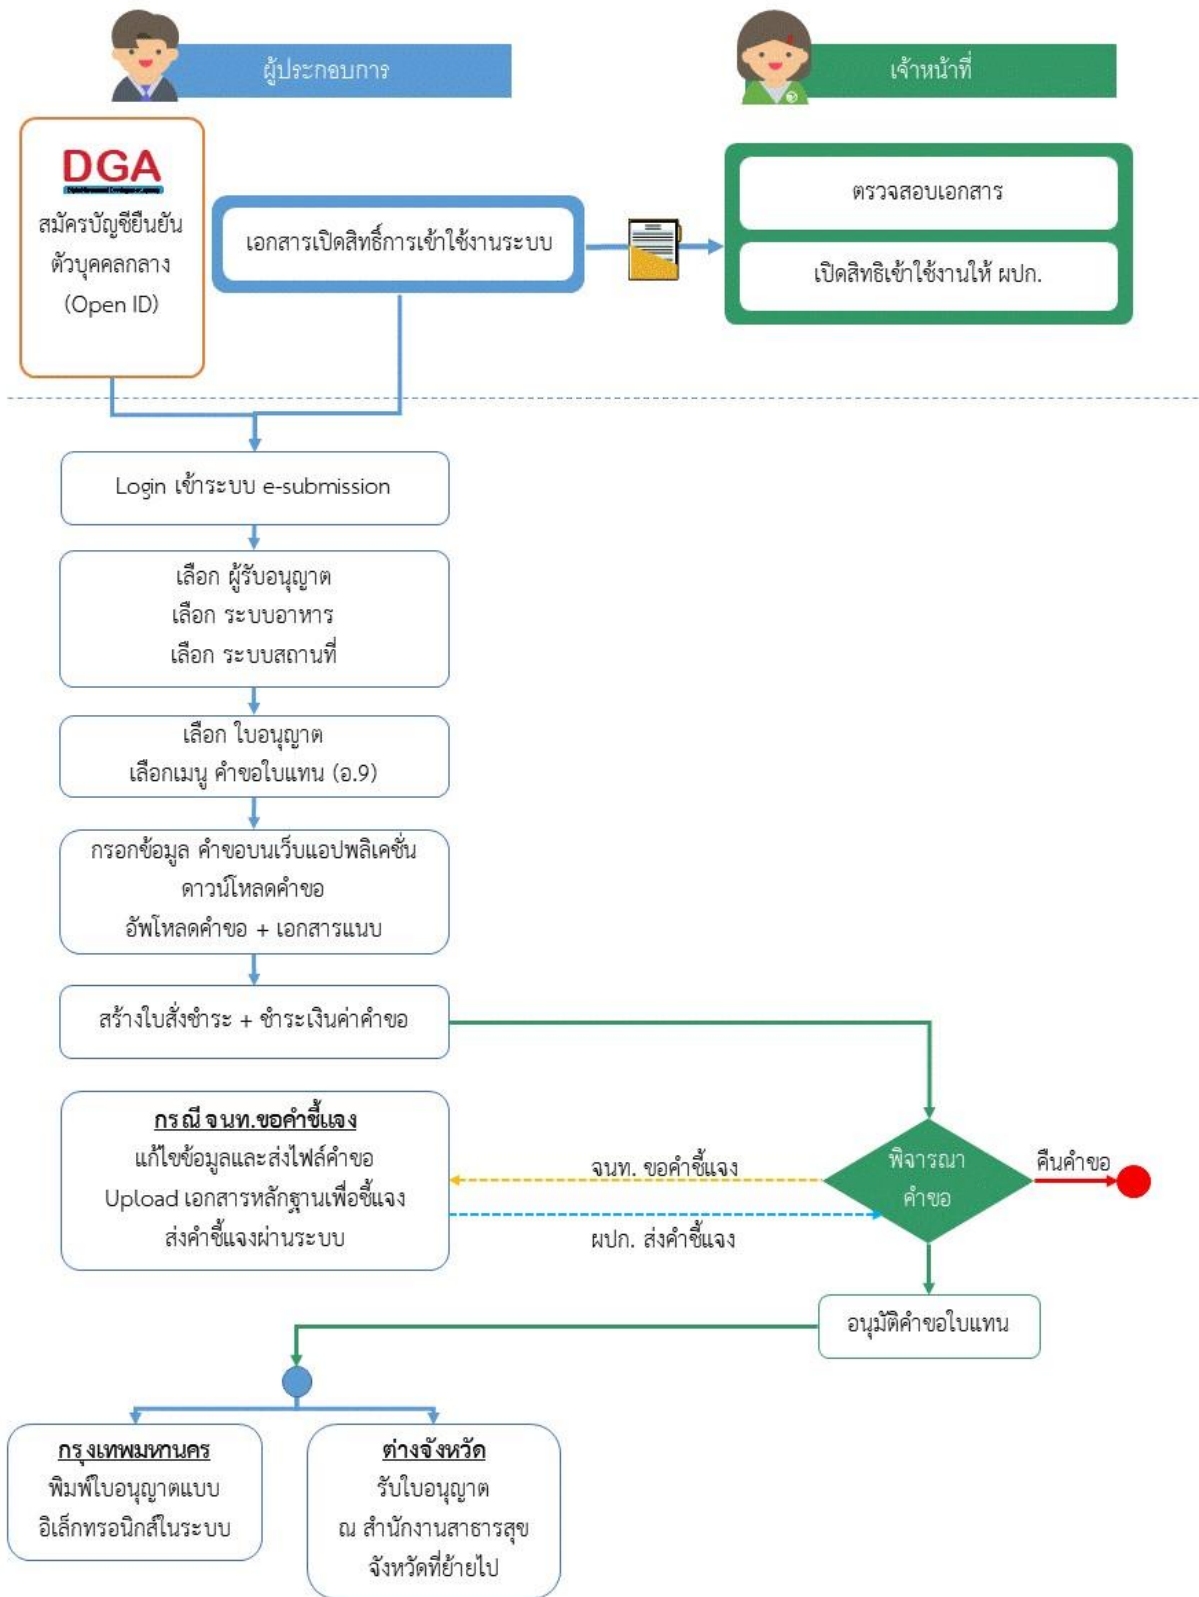 ผู้ประกอบการ
เจ้าหน้าที่
DGA
สมัครบัญชียืนยัน
ตัวบุคคลกลาง
(Open ID)
เอกสารเปิดสิทธิ์การเข้าใช้งานระบบ
ตรวจสอบเอกสาร
เปิดสิทธิเข้าใช้งานให้ ผปก.
Login เข้าระบบ e-submission
เลือก ผู้รับอนุญาต
เลือก ระบบอาหาร
เลือก ระบบสถานที่
เลือก ใบอนุญาต
เลือกเมนู คำขอใบแทน (อ.9)
กรอกข้อมูล คำขอบนเว็บแอปพลิเคชั่น
ดาวน์โหลดคำขอ
อัพโหลดคำขอ + เอกสารแนบ
สร้างใบสั่งชำระ + ชำระเงินค่าคำขอ
กรณี จนท.ขอคำชี้แจง
แก้ไขข้อมูลและส่งไฟล์คำขอ
Upload เอกสารหลักฐานเพื่อชี้แจง
ส่งคำชี้แจงผ่านระบบ
จนท. ขอคำชี้แจง
ผปก. ส่งคำชี้แจง
พิจารณา
คำขอ
คืนคำขอ
อนุมัติคำขอใบแทน
กรุงเทพมหานคร
พิมพ์ใบอนุญาตแบบ
อิเล็กทรอนิกส์ในระบบ
ต่างจังหวัด
รับใบอนุญาต
ณ สำนักงานสาธารสุข
จังหวัดที่ย้ายไป